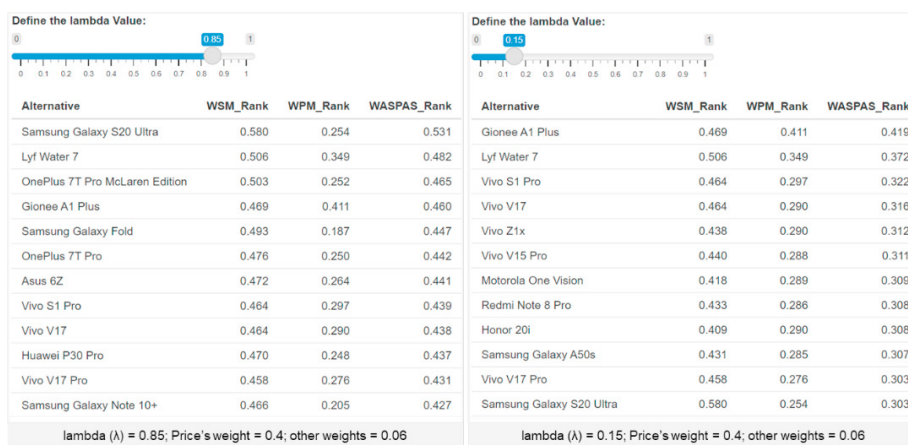 Define the lambda Value:
0 0.85 1
0 0.1 0.2 0.3 0.4 0.5 0.6 0.7 0.8 0.9 1
Alternative WSM_Rank WPM_Rank WASPAS_Rank
Samsung Galaxy S20 Ultra 0.580 0.254 0.531
Lyf Water 7 0.506 0.349 0.482
OnePlus 7T Pro McLaren Edition 0.503 0.252 0.465
Gionee A1 Plus 0.469 0.411 0.460
Samsung Galaxy Fold 0.493 0.187 0.447
OnePlus 7T Pro 0.476 0.250 0.442
Asus 6Z 0.472 0.264 0.441
Vivo S1 Pro 0.464 0.297 0.439
Vivo V17 0.464 0.290 0.438
Huawei P30 Pro 0.470 0.248 0.437
Vivo V17 Pro 0.458 0.276 0.431
Samsung Galaxy Note 10+ 0.466 0.205 0.427
lambda (λ) = 0.85; Price's weight = 0.4; other weights = 0.06
Define the lambda Value:
0 0.15 1
0 0.1 0.2 0.3 0.4 0.5 0.6 0.7 0.8 0.9 1
Alternative WSM_Rank WPM_Rank WASPAS_Rank
Gionee A1 Plus 0.469 0.411 0.419
Lyf Water 7 0.506 0.349 0.372
Vivo S1 Pro 0.464 0.297 0.322
Vivo V17 0.464 0.290 0.316
Vivo Z1x 0.438 0.290 0.312
Vivo V15 Pro 0.440 0.288 0.311
Motorola One Vision 0.418 0.289 0.309
Redmi Note 8 Pro 0.433 0.286 0.308
Honor 20i 0.409 0.290 0.308
Samsung Galaxy A50s 0.431 0.285 0.307
Vivo V17 Pro 0.458 0.276 0.303
Samsung Galaxy S20 Ultra 0.580 0.254 0.303
lambda (λ) = 0.15; Price's weight = 0.4; other weights = 0.06